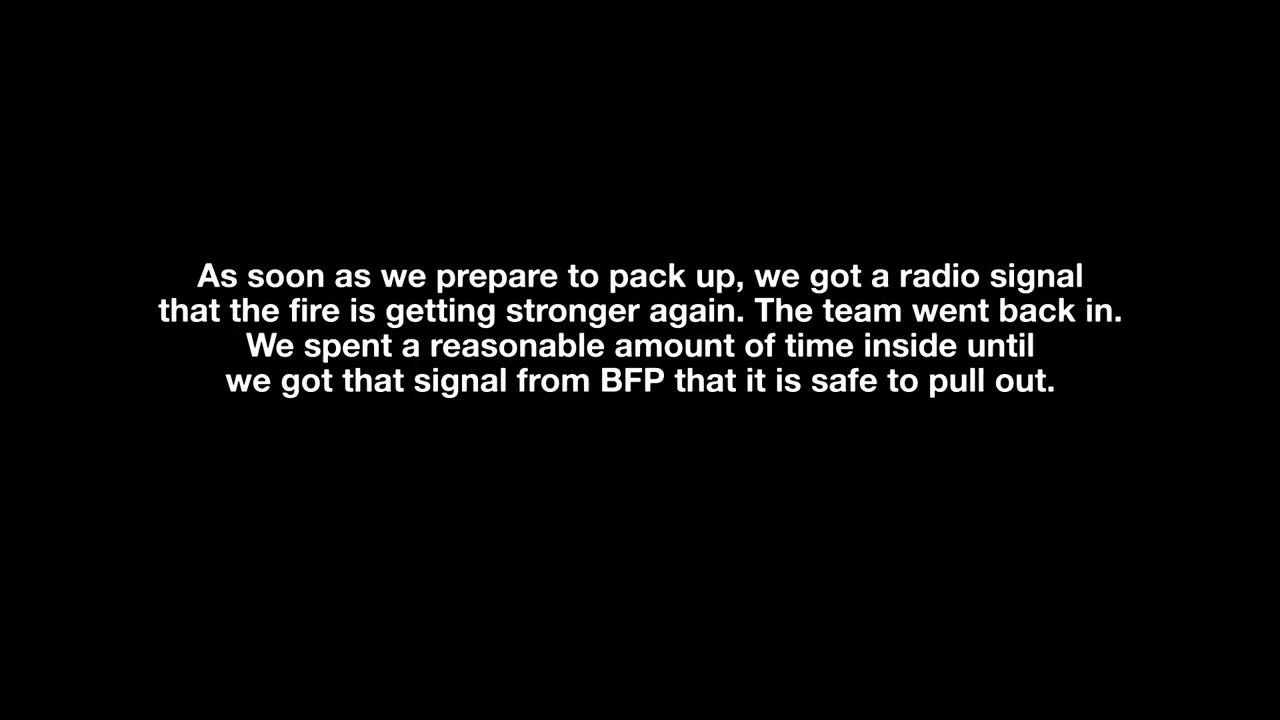 As soon as we prepare to pack up, we got a radio signal
that the fire is getting stronger again. The team went back in.
We spent a reasonable amount of time inside until
we got that signal from BFP that it is safe to pull out.